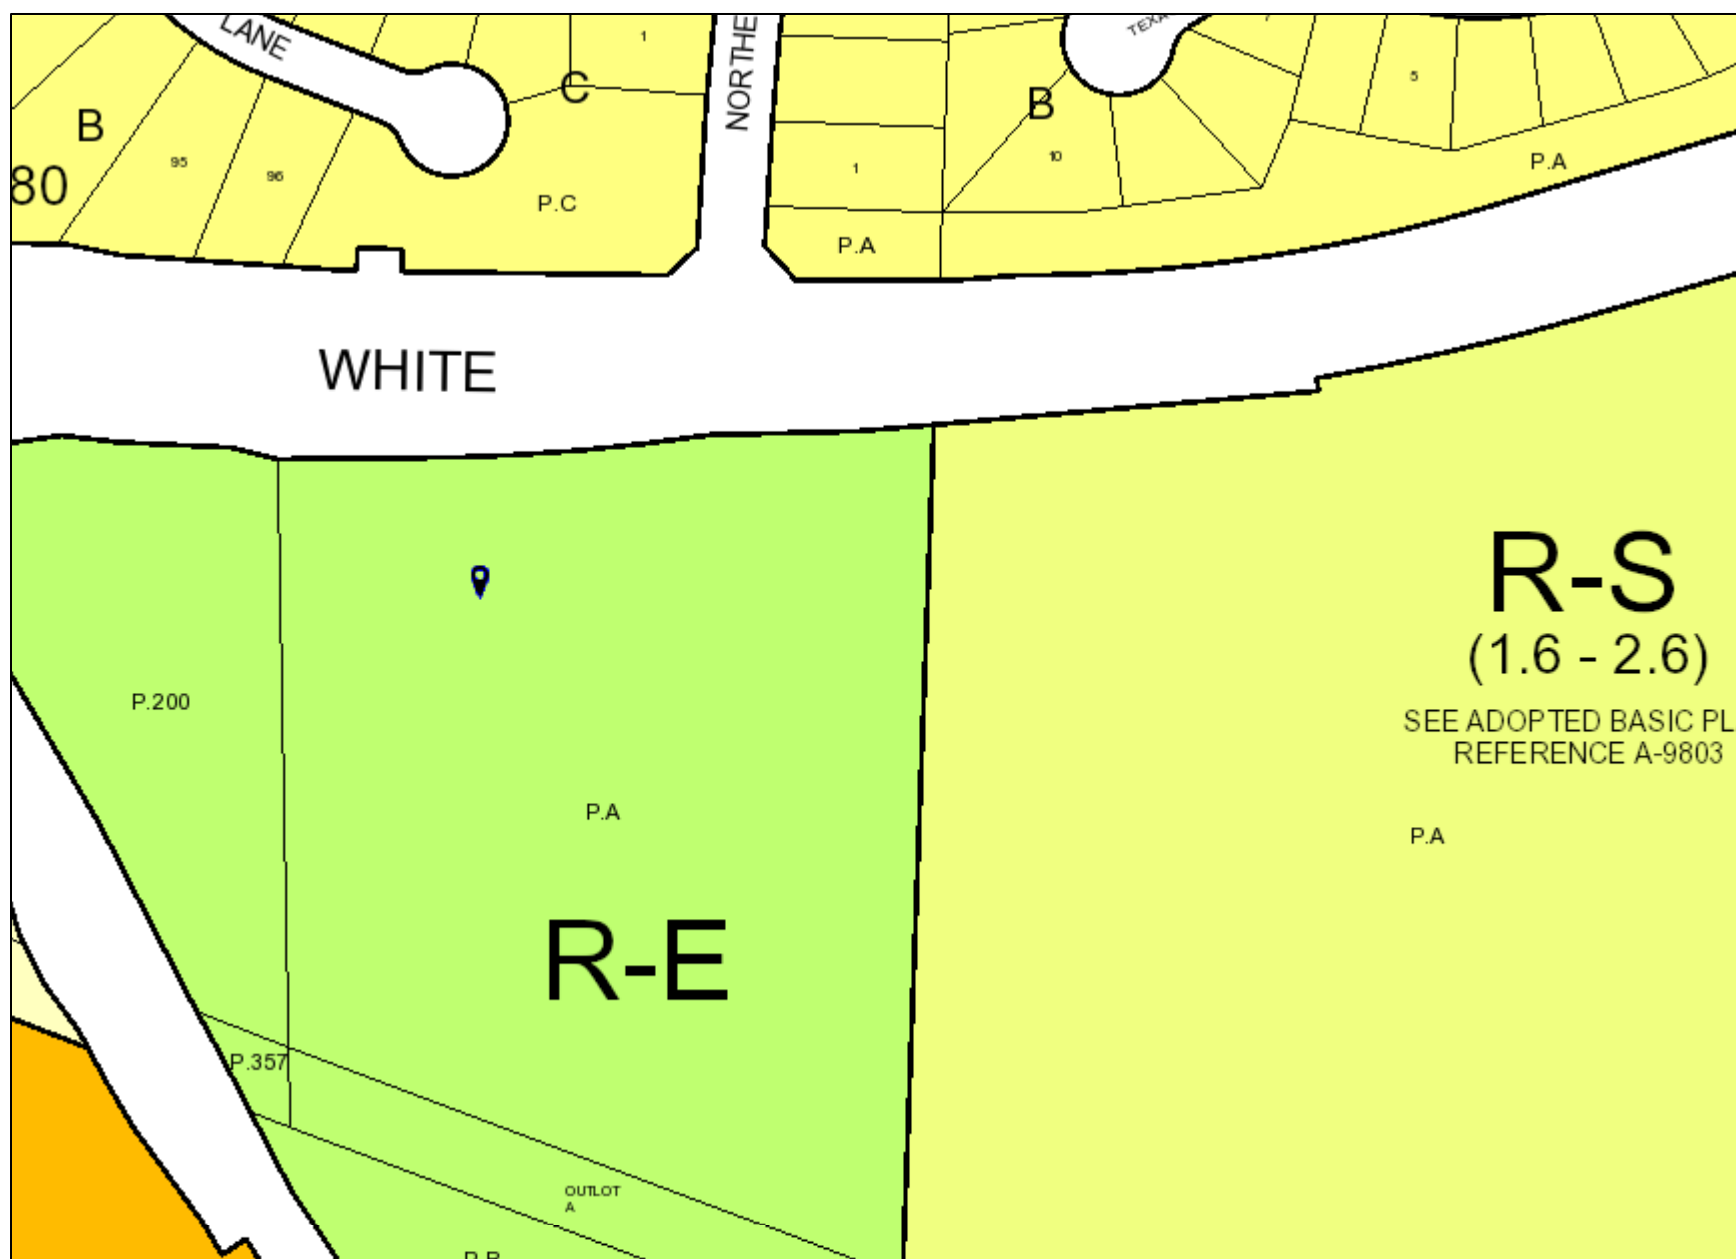 LANE
NORTHE
TEXA
1
5
C
B
B
95
96
10
1
80
P.C
P.A
P.A
WHITE
R-S
(1.6 - 2.6)
SEE ADOPTED BASIC PL
REFERENCE A-9803
P.200
P.A
P.A
R-E
P.357
OUTLOT
A